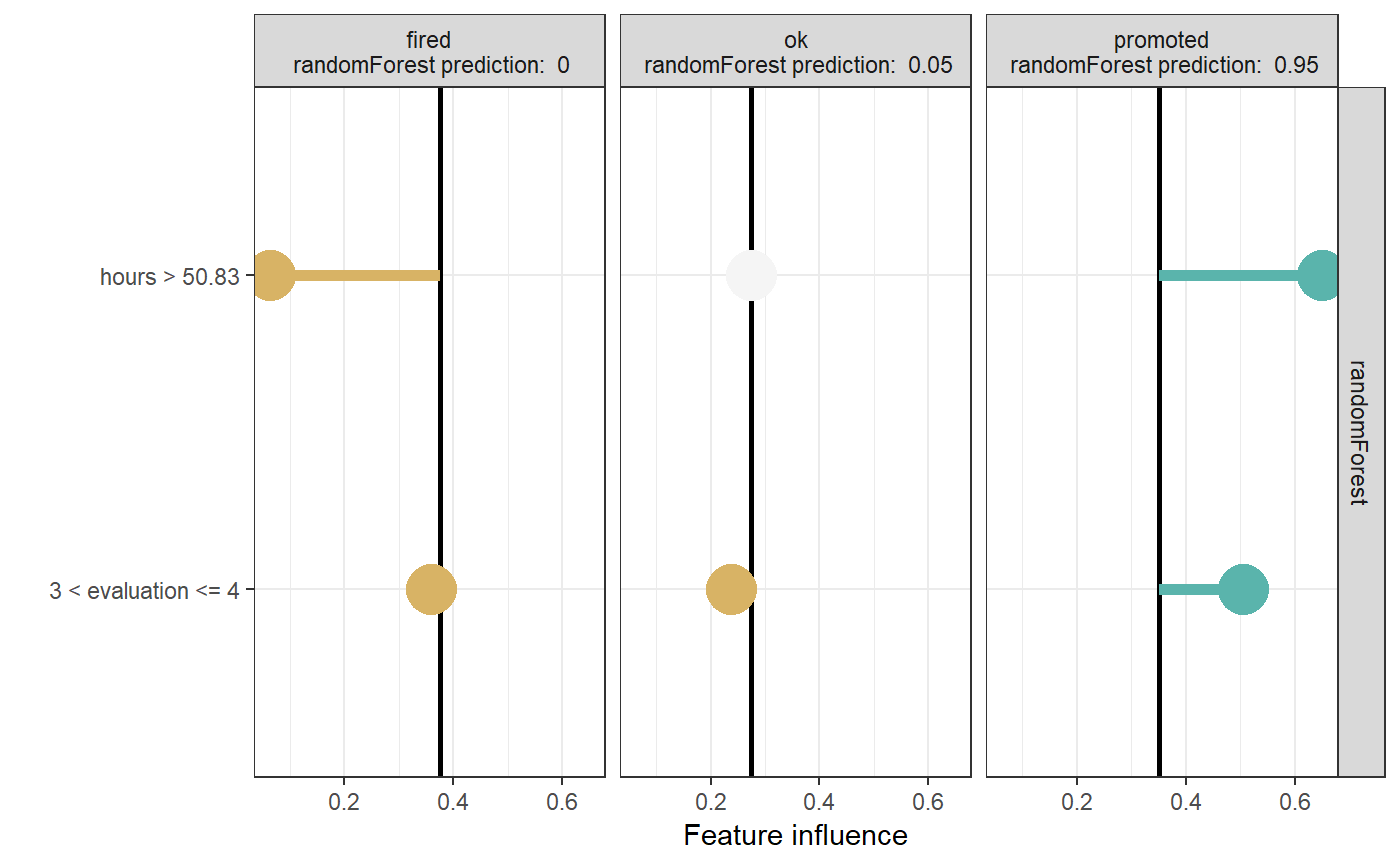 fired
randomForest prediction:  0
ok
randomForest prediction:  0.05
promoted
randomForest prediction:  0.95
hours > 50.83
3 < evaluation <= 4
randomForest
0.2 0.4 0.6
0.2 0.4 0.6
0.2 0.4 0.6
Feature influence